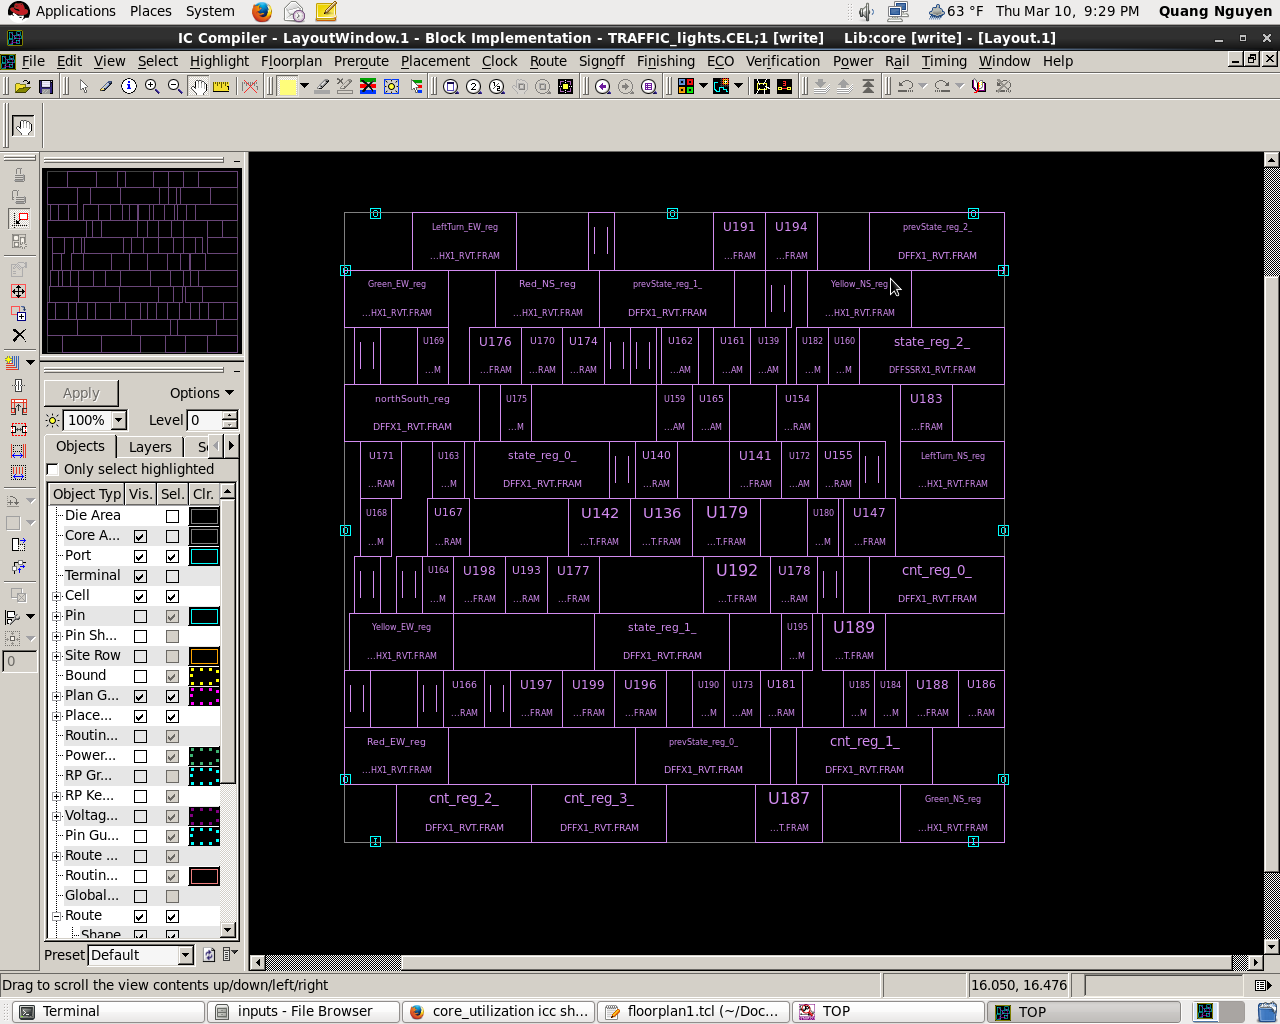 Applications Places System 63 °F Thu Mar 10, 9:29 PM Quang Nguyen
IC Compiler - LayoutWindow.1 - Block Implementation - TRAFFIC_lights.CEL;1 [write] Lib:core [write] - [Layout.1]
File Edit View Select Highlight Floorplan Preroute Placement Clock Route Signoff Finishing ECO Verification Power Rail Timing Window Help
Apply Options
100% Level 0
Objects Layers
Only select highlighted
Object Typ Vis. Sel. Clr.
Die Area
Core A...
Port
Terminal
Cell
Pin
Pin Sh...
Site Row
Bound
Plan G...
Place...
Routin...
Power...
RP Gr...
RP Ke...
Voltag...
Pin Gu...
Route ...
Routin...
Global...
Route
Shape
Preset Default
0
LeftTurn_EW_reg U191 U194 prevState_reg_2_
...HX1_RVT.FRAM ...FRAM ...FRAM DFFX1_RVT.FRAM
Green_EW_reg Red_NS_reg prevState_reg_1_ Yellow_NS_reg
...HX1_RVT.FRAM ...HX1_RVT.FRAM DFFX1_RVT.FRAM ...HX1_RVT.FRAM
U169 U176 U170 U174 U162 U161 U139 U182 U160 state_reg_2_
...M ...FRAM ...RAM ...RAM ...AM ...AM ...AM ...M ...M DFFSSRX1_RVT.FRAM
northSouth_reg U175 U159 U165 U154 U183
DFFX1_RVT.FRAM ...M ...AM ...AM ...RAM ...FRAM
U171 U163 state_reg_0_ U140 U141 U172 U155 LeftTurn_NS_reg
...RAM ...M DFFX1_RVT.FRAM ...RAM ...FRAM ...AM ...RAM ...HX1_RVT.FRAM
U168 U167 U142 U136 U179 U180 U147
...M ...RAM ...T.FRAM ...T.FRAM ...T.FRAM ...M ...FRAM
U164 U198 U193 U177 U192 U178 cnt_reg_0_
...M ...FRAM ...RAM ...FRAM ...T.FRAM ...RAM DFFX1_RVT.FRAM
Yellow_EW_reg state_reg_1_ U195 U189
...HX1_RVT.FRAM DFFX1_RVT.FRAM ...M ...T.FRAM
U166 U197 U199 U196 U190 U173 U181 U185 U184 U188 U186
...RAM ...FRAM ...FRAM ...FRAM ...M ...AM ...RAM ...M ...M ...FRAM ...RAM
Red_EW_reg prevState_reg_0_ cnt_reg_1_
...HX1_RVT.FRAM DFFX1_RVT.FRAM DFFX1_RVT.FRAM
cnt_reg_2_ cnt_reg_3_ U187 Green_NS_reg
DFFX1_RVT.FRAM DFFX1_RVT.FRAM ...T.FRAM ...HX1_RVT.FRAM
Drag to scroll the view contents up/down/left/right 16.050, 16.476
Terminal inputs - File Browser core_utilization icc sh... floorplan1.tcl (~/Doc... TOP TOP